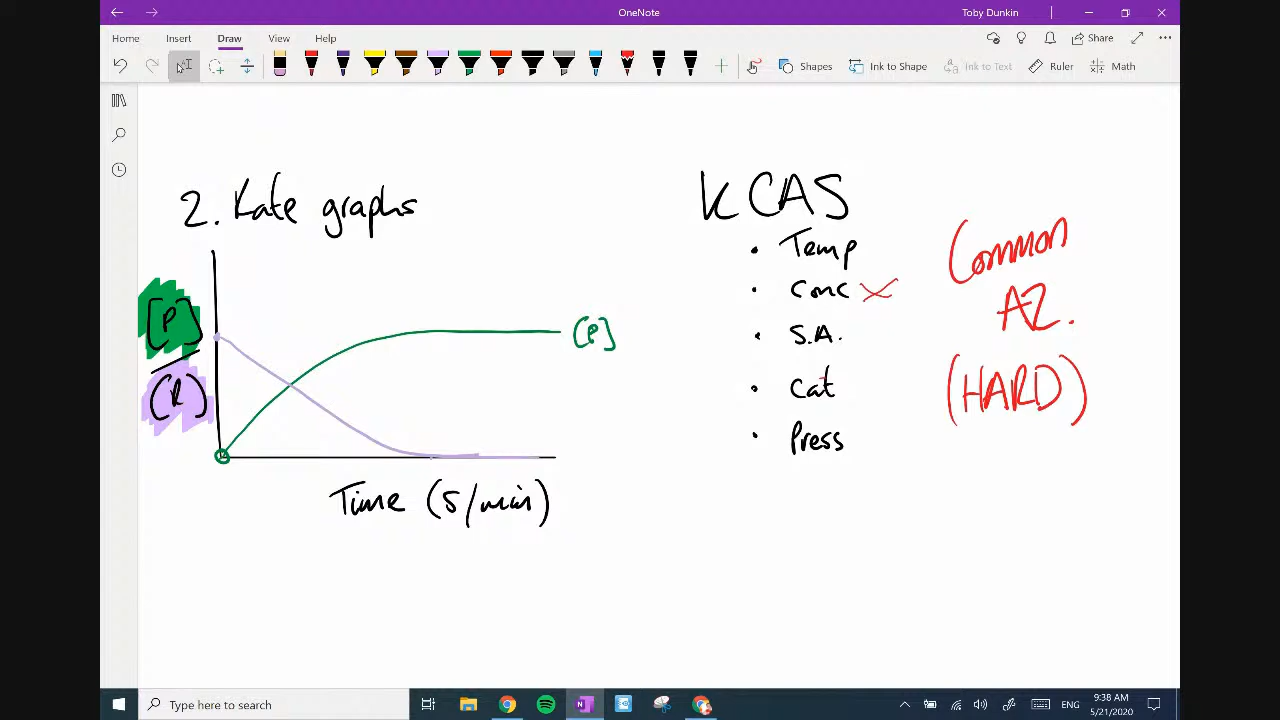 OneNote
Toby Dunkin
Home Insert Draw View Help
Share
Shapes Ink to Shape Ink to Text Ruler Math
2. Rate graphs
[P]
[R]
[P]
Time (s/min)
KCAS
• Temp
• Conc X
• S.A.
• Cat
• Press
Common
AZ.
(HARD)
Type here to search
ENG
9:38 AM
5/21/2020